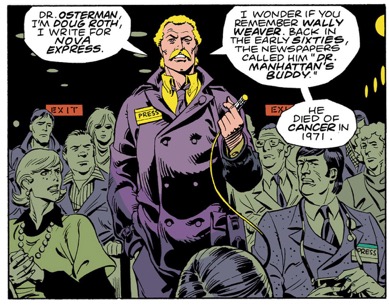 DR. OSTERMAN,
I'M DOUG ROTH,
I WRITE FOR
NOVA
EXPRESS.
I WONDER IF YOU
REMEMBER WALLY
WEAVER. BACK
IN THE EARLY SIXTIES,
THE NEWSPAPERS
CALLED HIM "DR.
MANHATTAN'S
BUDDY."
HE
DIED OF
CANCER IN
1971.
EXIT
PRESS
EXI
PRESS